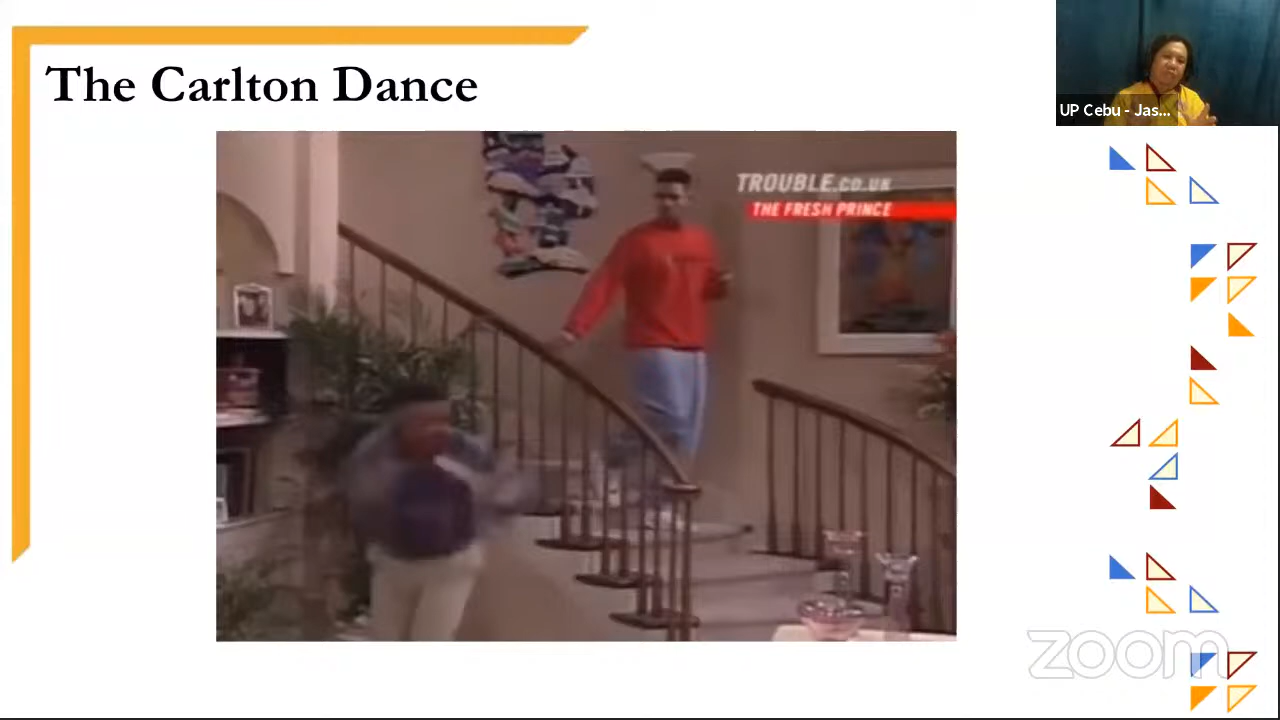 The Carlton Dance
UP Cebu - Jas...
TROUBLE.CO.UK
THE FRESH PRINCE
zoom